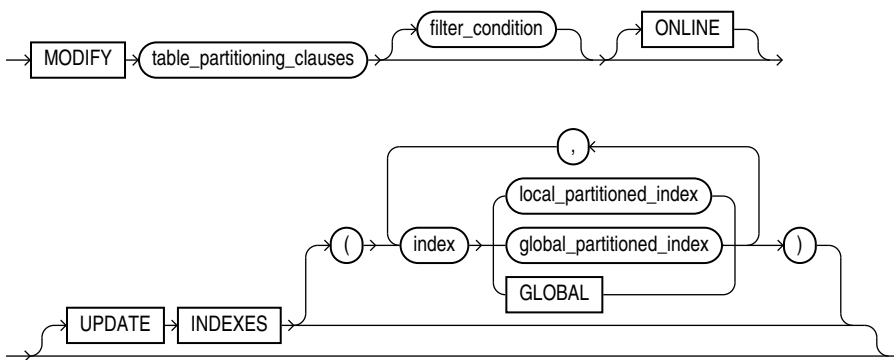 filter_condition ONLINE
MODIFY table_partitioning_clauses
,
local_partitioned_index
( index global_partitioned_index )
GLOBAL
UPDATE INDEXES